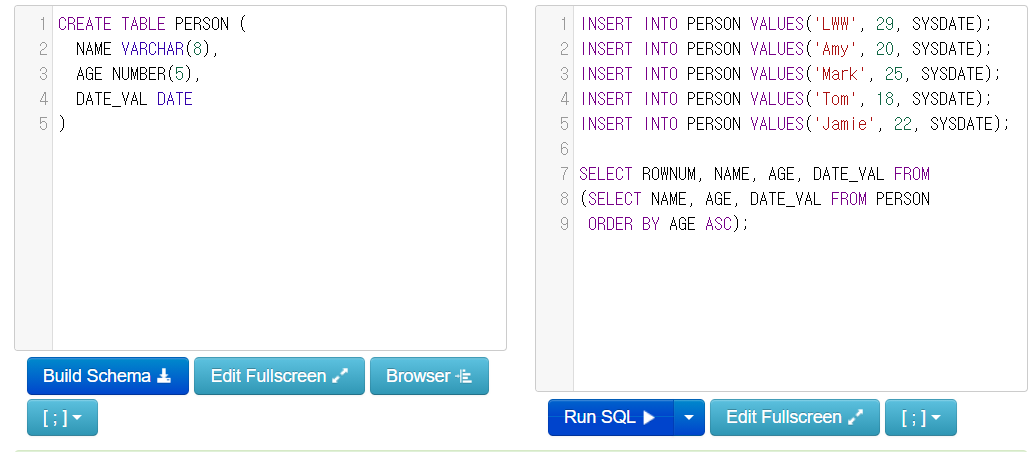 1 CREATE TABLE PERSON (
2 NAME VARCHAR(8),
3 AGE NUMBER(5),
4 DATE_VAL DATE
5 )
Build Schema
Edit Fullscreen
Browser
[ ; ]
1 INSERT INTO PERSON VALUES('LWW', 29, SYSDATE);
2 INSERT INTO PERSON VALUES('Amy', 20, SYSDATE);
3 INSERT INTO PERSON VALUES('Mark', 25, SYSDATE);
4 INSERT INTO PERSON VALUES('Tom', 18, SYSDATE);
5 INSERT INTO PERSON VALUES('Jamie', 22, SYSDATE);
6
7 SELECT ROWNUM, NAME, AGE, DATE_VAL FROM
8 (SELECT NAME, AGE, DATE_VAL FROM PERSON
9 ORDER BY AGE ASC);
Run SQL
Edit Fullscreen
[ ; ]